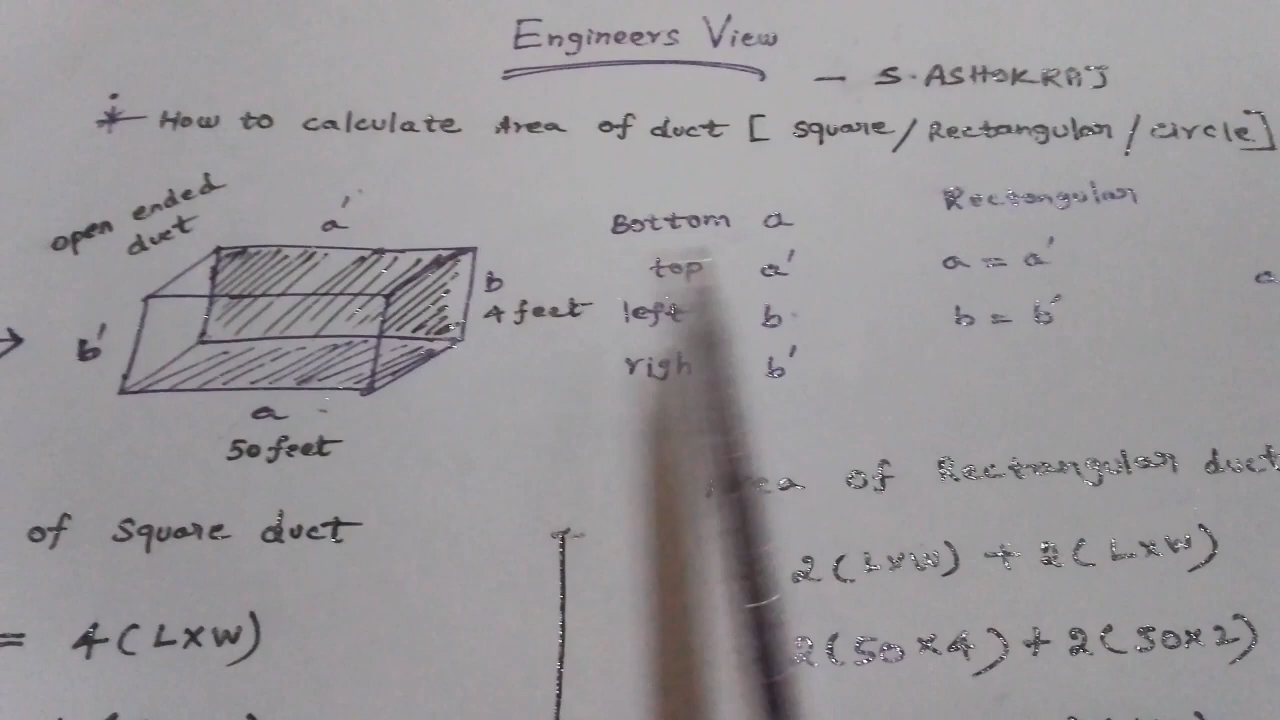 Engineers View
- S. ASHOKRAJ
* How to calculate Area of duct [ square / Rectangular / circle ]
open ended
duct
a'
b
4 feet
b'
a
50 feet
Bottom a
top a'
left b
righ b'
Rectangular
a = a'
b = b'
a
of square duct
= 4 (L×W)
of Rectangular duct
2 (L×W) + 2 (L×W)
2 (50×4) + 2 (50×2)